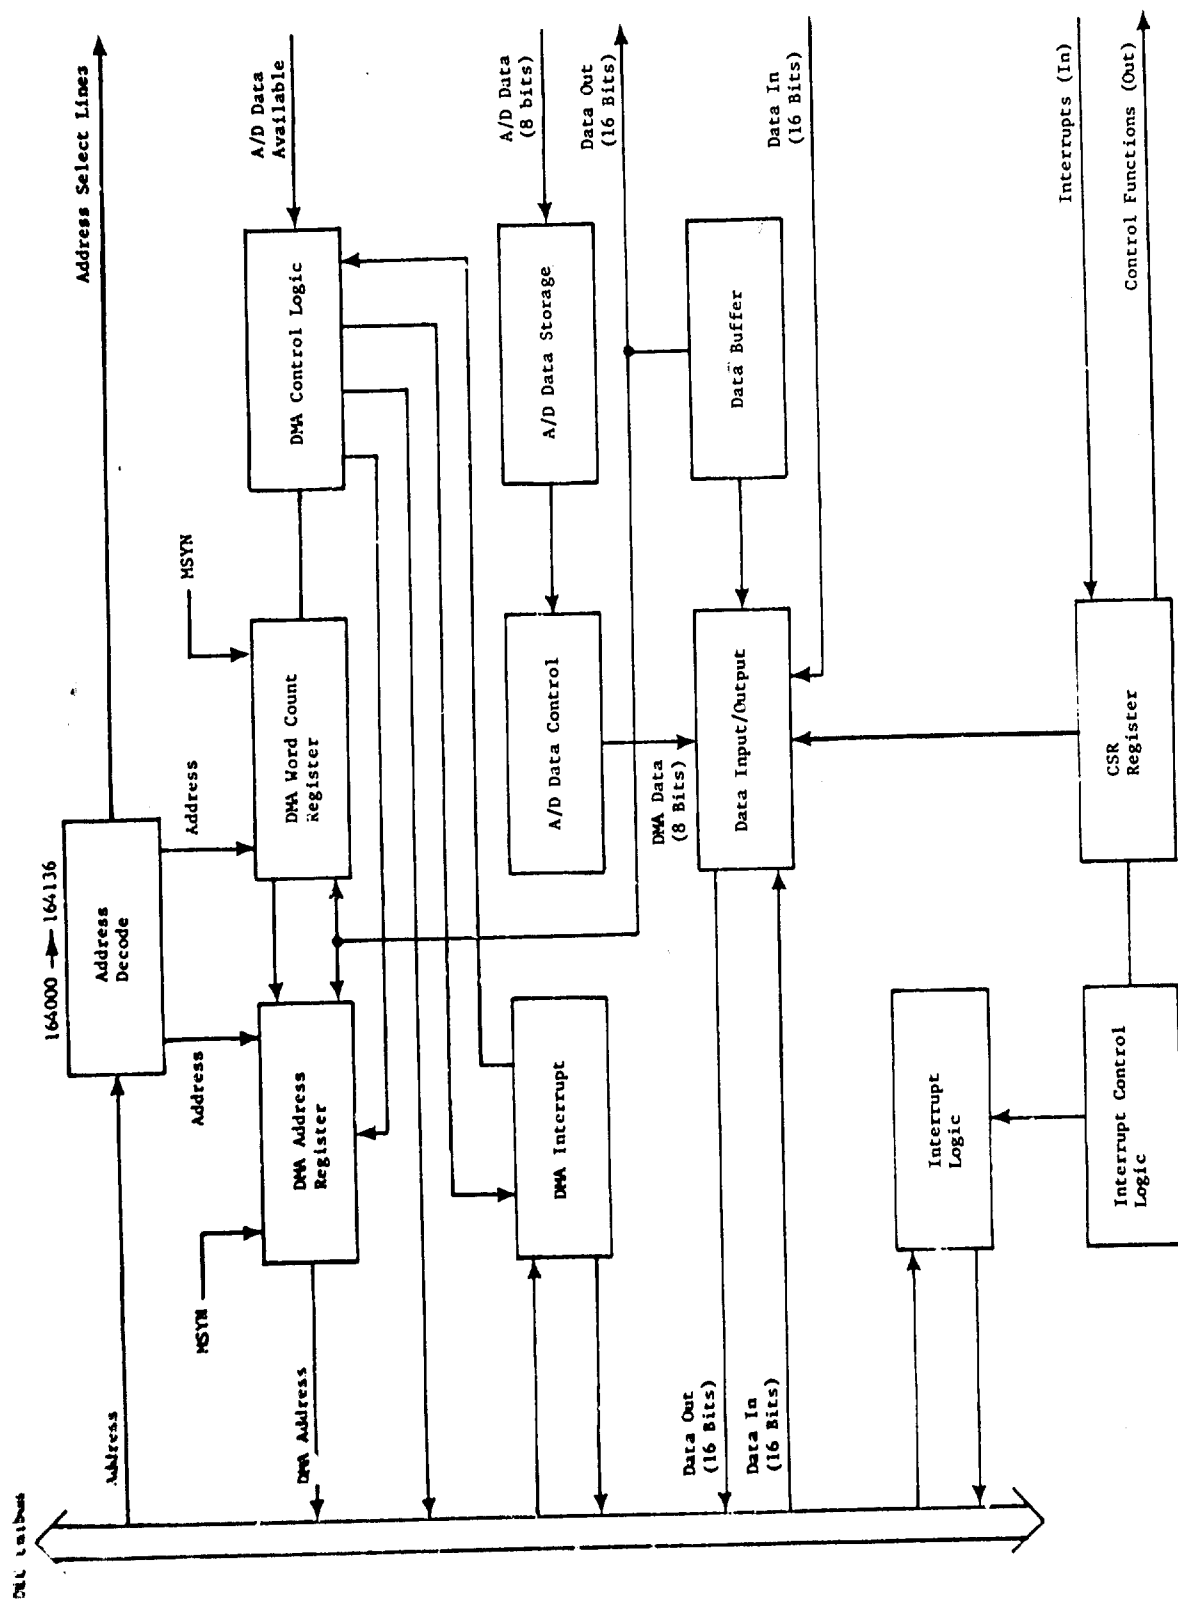 Address Select Lines
A/D Data
Available
A/D Data
(8 bits)
Data Out
(16 Bits)
Data In
(16 Bits)
Interrupts (In)
Control Functions (Out)
DMA Control Logic
A/D Data Storage
Data Buffer
MSYN
164000 → 164136
Address
Decode
Address
DMA Word Count
Register
A/D Data Control
DMA Data
(8 Bits)
Data Input/Output
CSR
Register
Address
DMA Address
Register
DMA Interrupt
Interrupt
Logic
Interrupt Control
Logic
MSYN
Address
DMA Address
Data Out
(16 Bits)
Data In
(16 Bits)